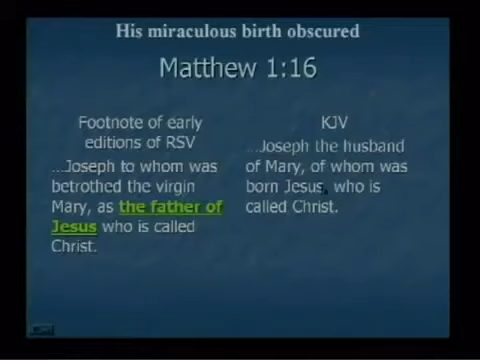 His miraculous birth obscured
Matthew 1:16
Footnote of early
editions of RSV
...Joseph to whom was
betrothed the virgin
Mary, as the father of
Jesus who is called
Christ.
KJV
...Joseph the husband
of Mary, of whom was
born Jesus, who is
called Christ.